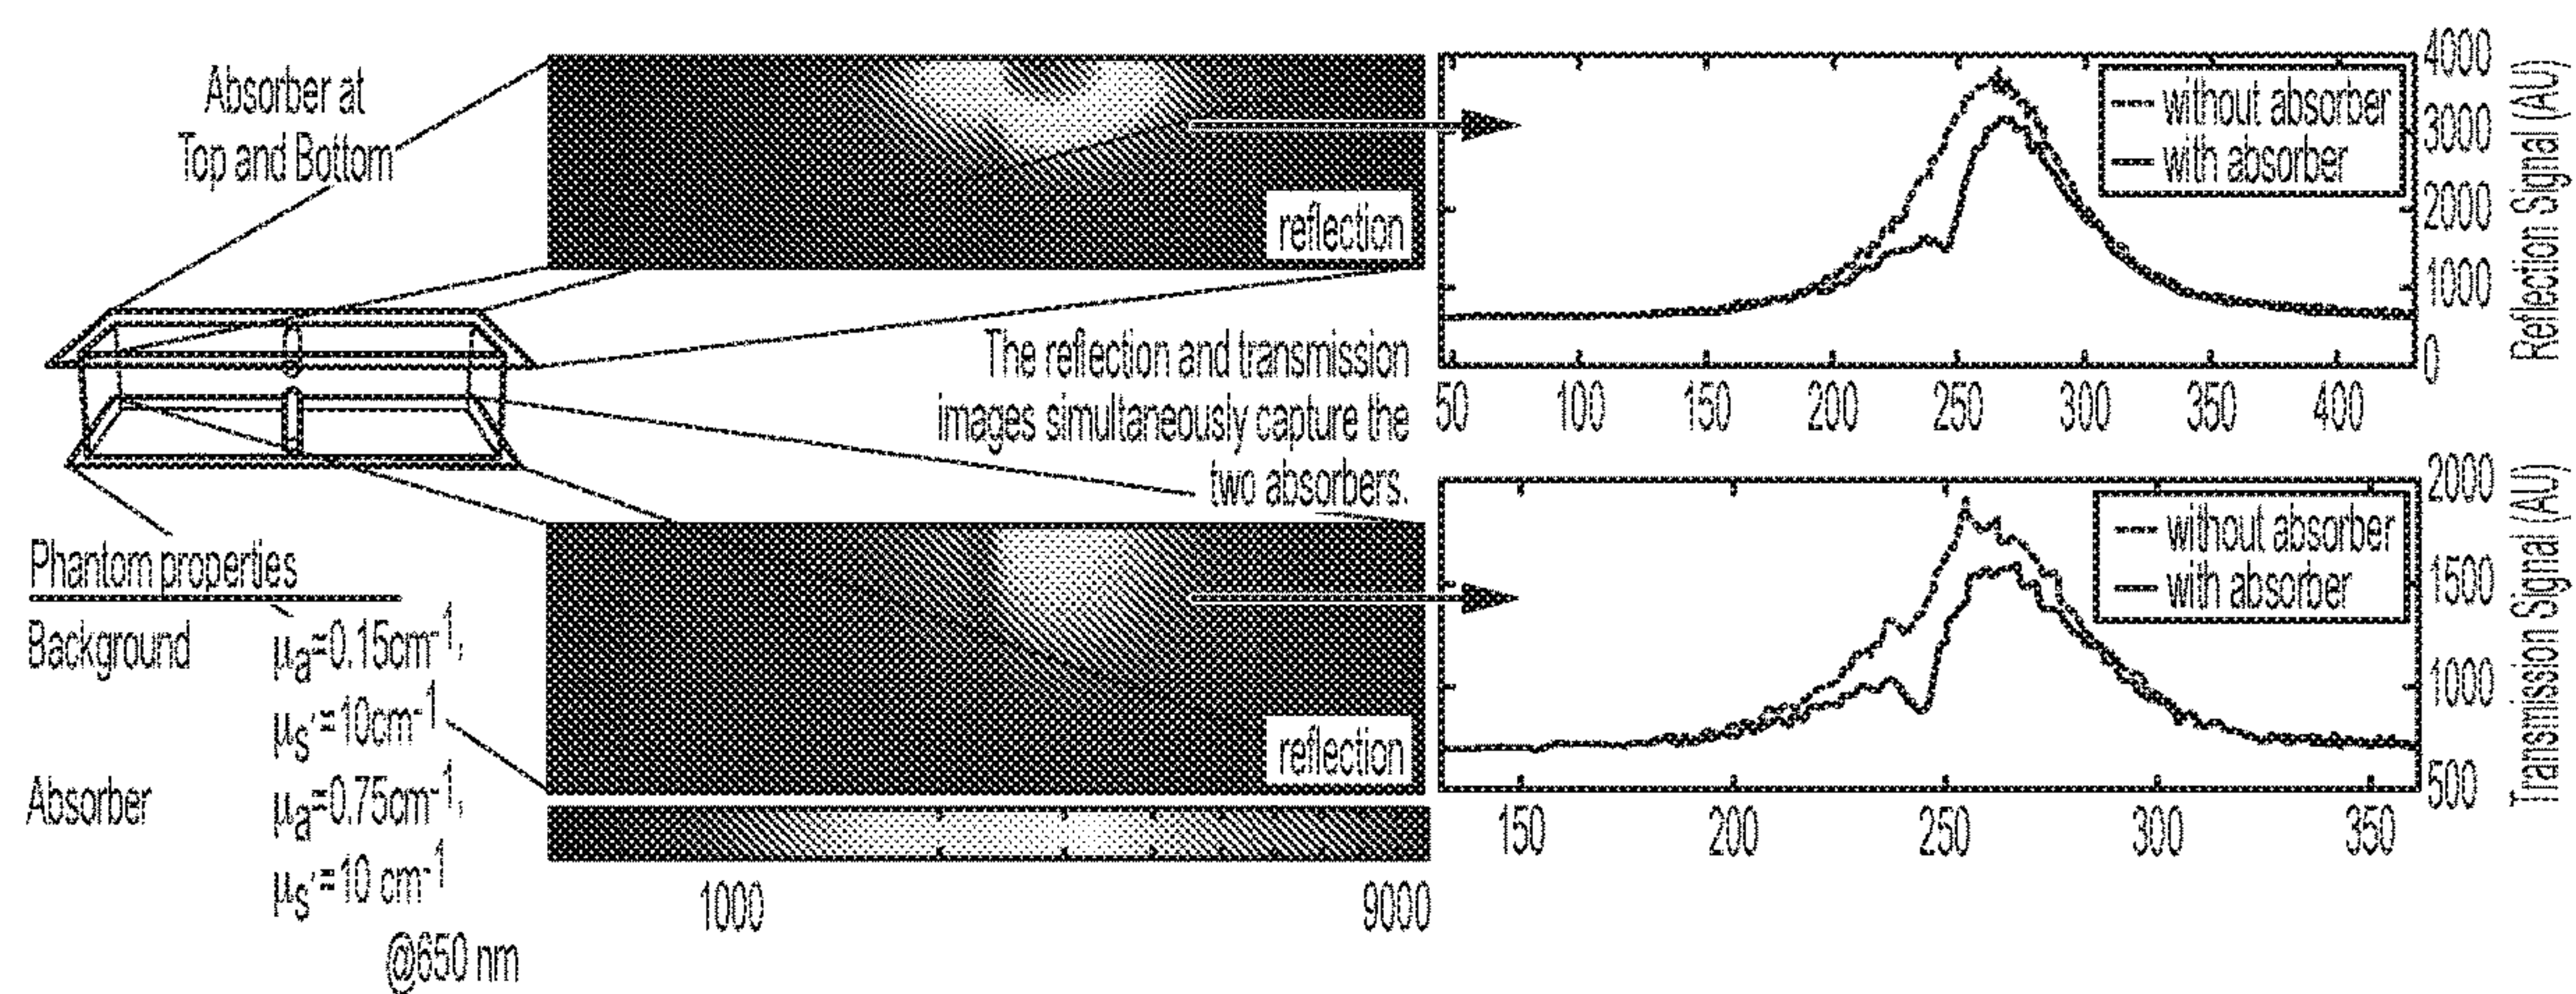 Absorber at
Top and Bottom
reflection
without absorber
with absorber
4000
3000
2000
1000
0
Reflection Signal (AU)
50 100 150 200 250 300 350 400
The reflection and transmission
images simultaneously capture the
two absorbers.
Phantom properties
Background μa=0.15cm-1,
μs'=10cm-1
Absorber μa=0.75cm-1,
μs'=10 cm-1
@650 nm
reflection
1000 9000
without absorber
with absorber
2000
1500
1000
500
Transmission Signal (AU)
150 200 250 300 350